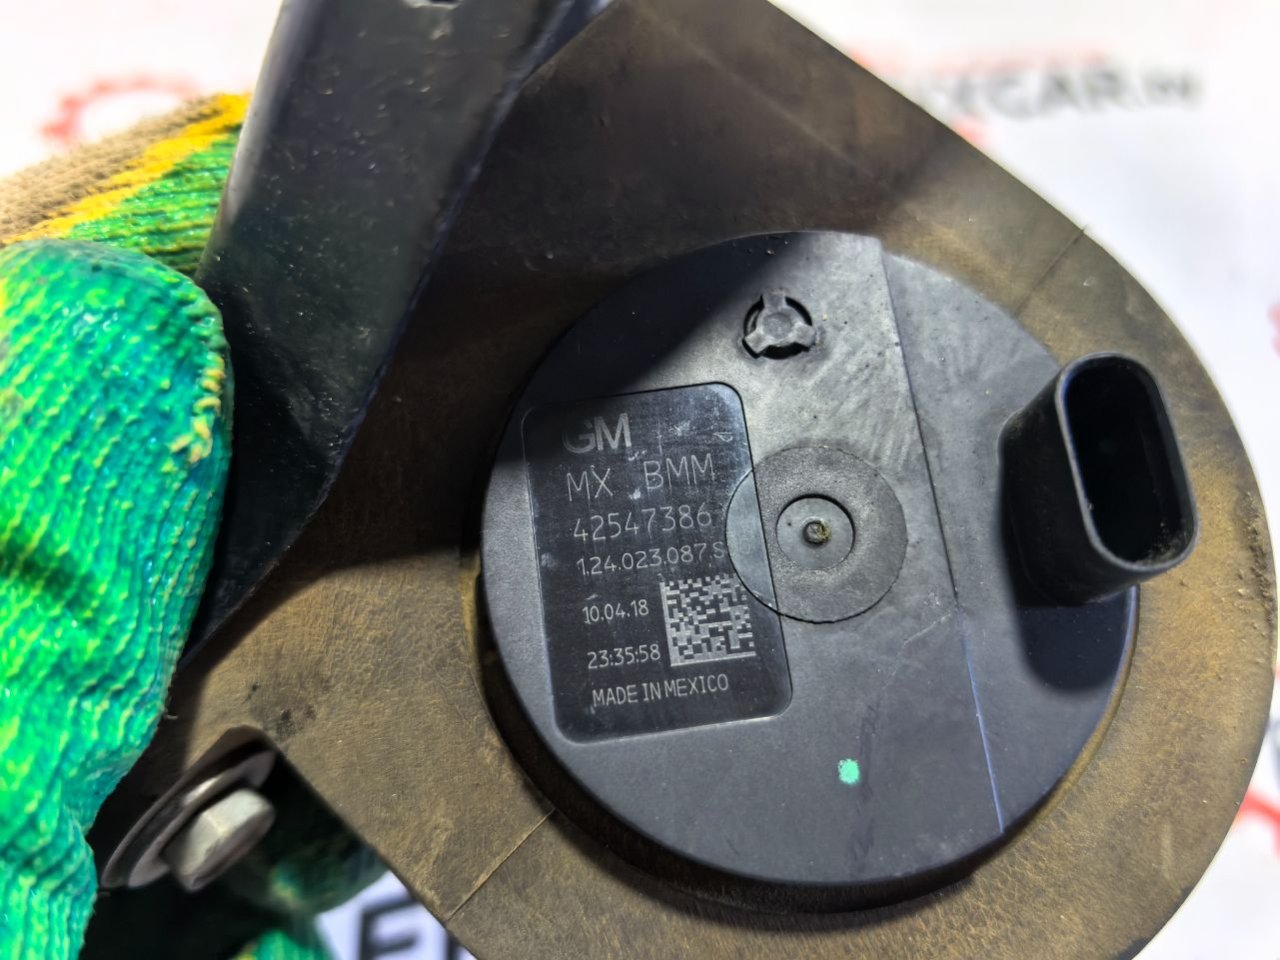 GM
MX BMM
42547386
1.24.023.087.S
10.04.18
23:35:58
MADE IN MEXICO